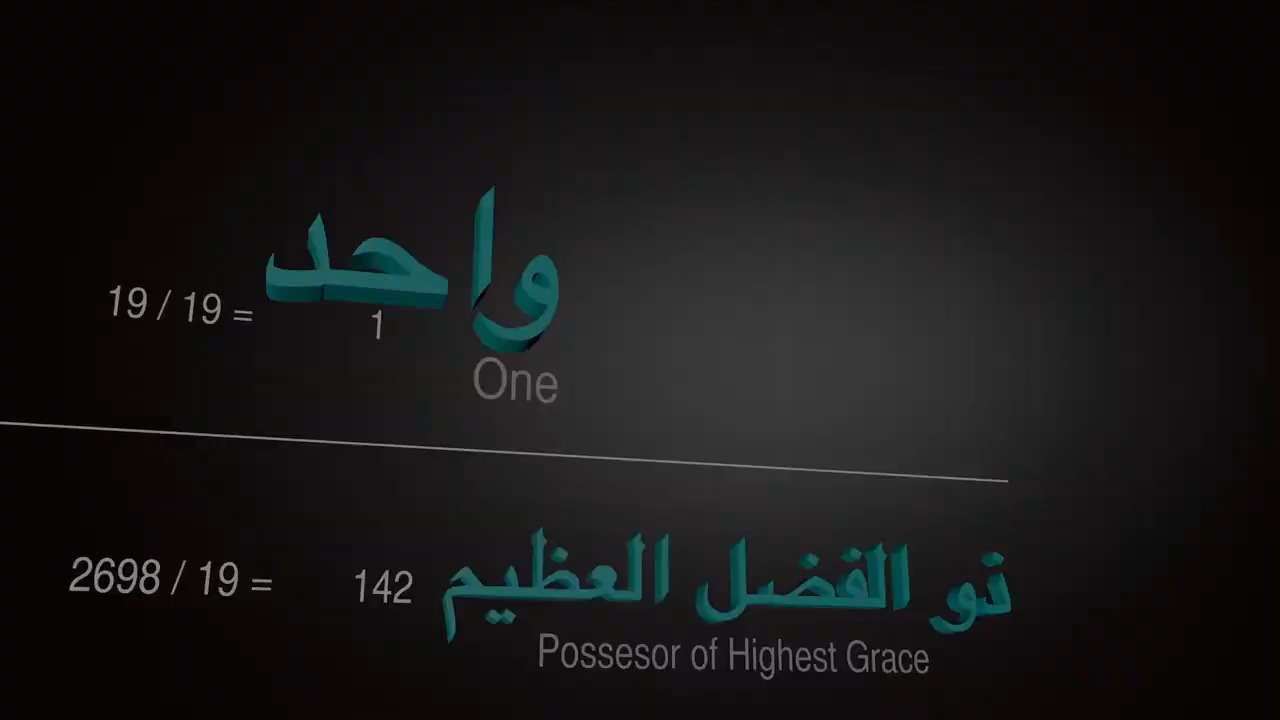 19 / 19 = واحد
1
One
2698 / 19 = 142 ذو الفضل العظيم
Possesor of Highest Grace